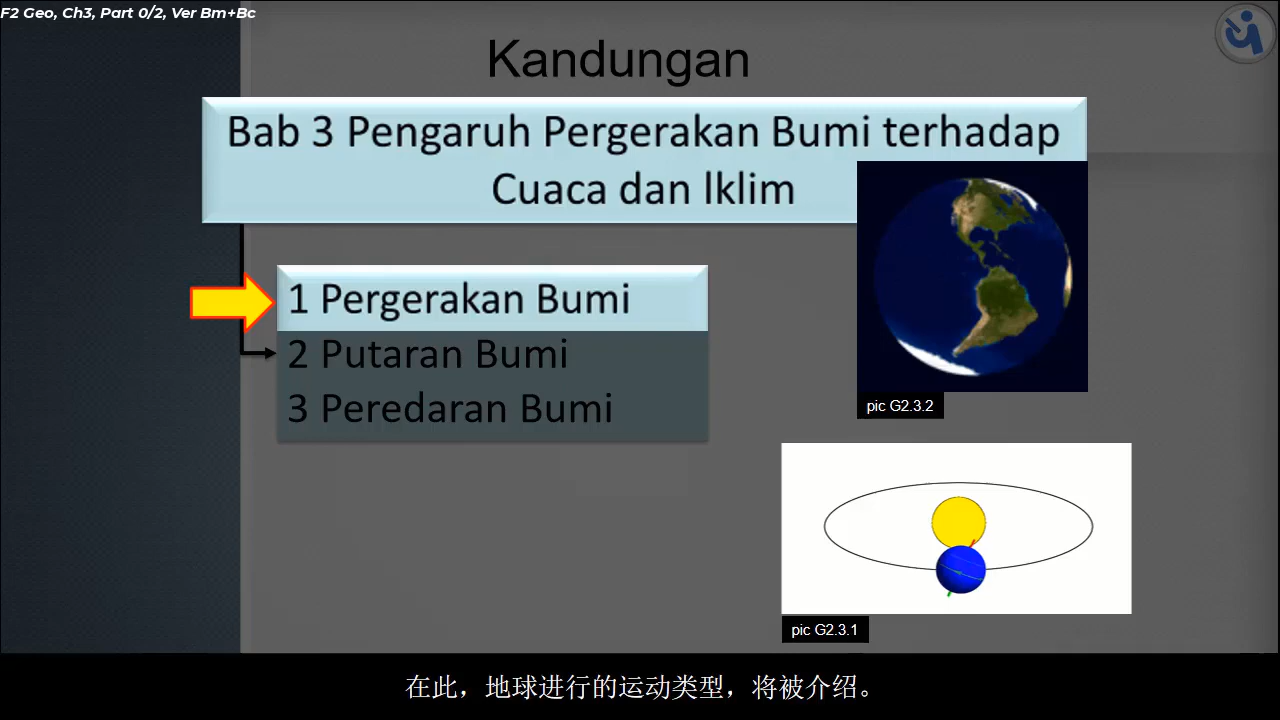 F2 Geo, Ch3, Part 0/2, Ver Bm+Bc
Kandungan
Bab 3 Pengaruh Pergerakan Bumi terhadap
Cuaca dan lklim
1 Pergerakan Bumi
2 Putaran Bumi
3 Peredaran Bumi
pic G2.3.2
pic G2.3.1
在此，地球进行的运动类型，将被介绍。